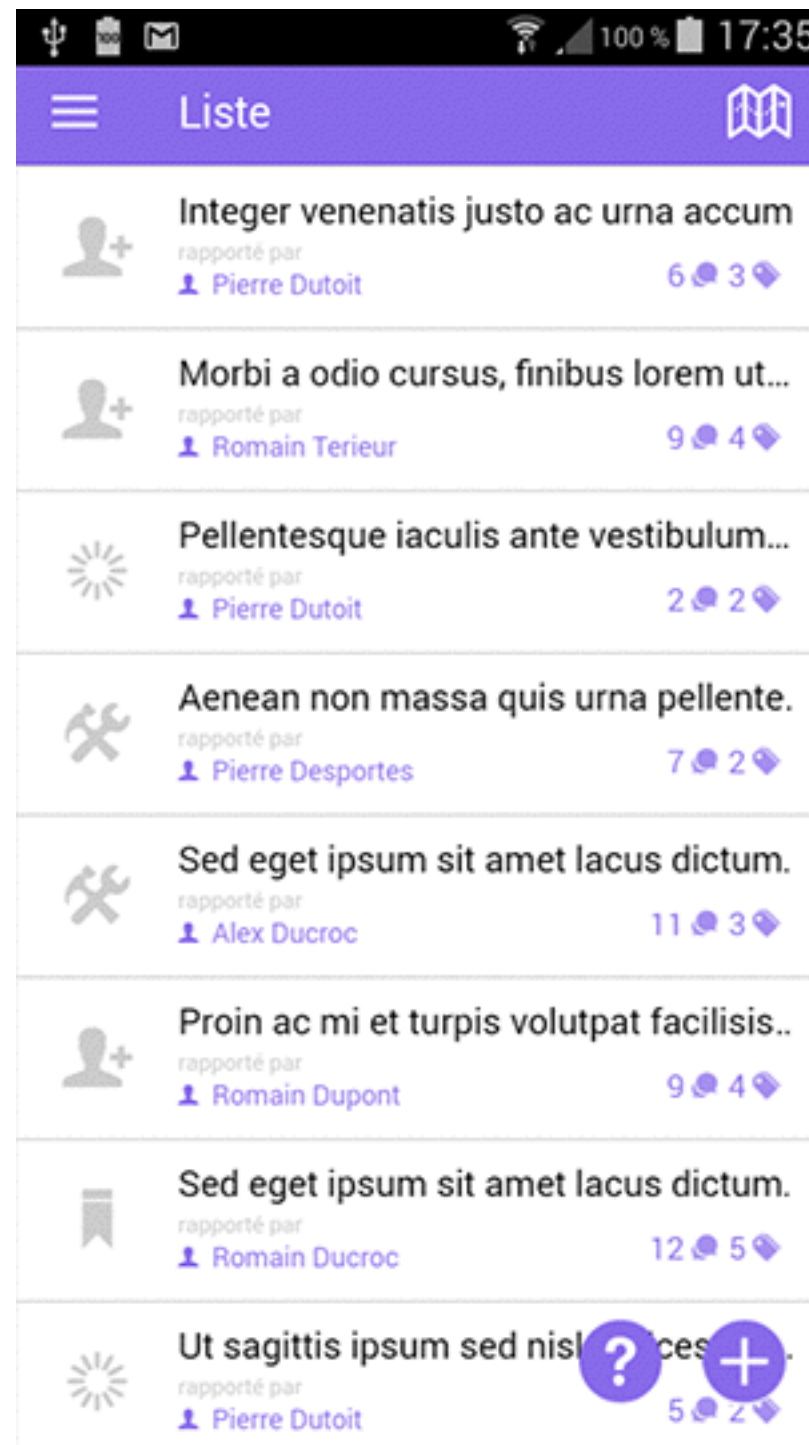 100 % 17:35
Liste
Integer venenatis justo ac urna accum
rapporté par
Pierre Dutoit
6 3
Morbi a odio cursus, finibus lorem ut...
rapporté par
Romain Terieur
9 4
Pellentesque iaculis ante vestibulum...
rapporté par
Pierre Dutoit
2 2
Aenean non massa quis urna pellente.
rapporté par
Pierre Desportes
7 2
Sed eget ipsum sit amet lacus dictum.
rapporté par
Alex Ducroc
11 3
Proin ac mi et turpis volutpat facilisis..
rapporté par
Romain Dupont
9 4
Sed eget ipsum sit amet lacus dictum.
rapporté par
Romain Ducroc
12 5
Ut sagittis ipsum sed nisl
? +
rapporté par
Pierre Dutoit
5 2